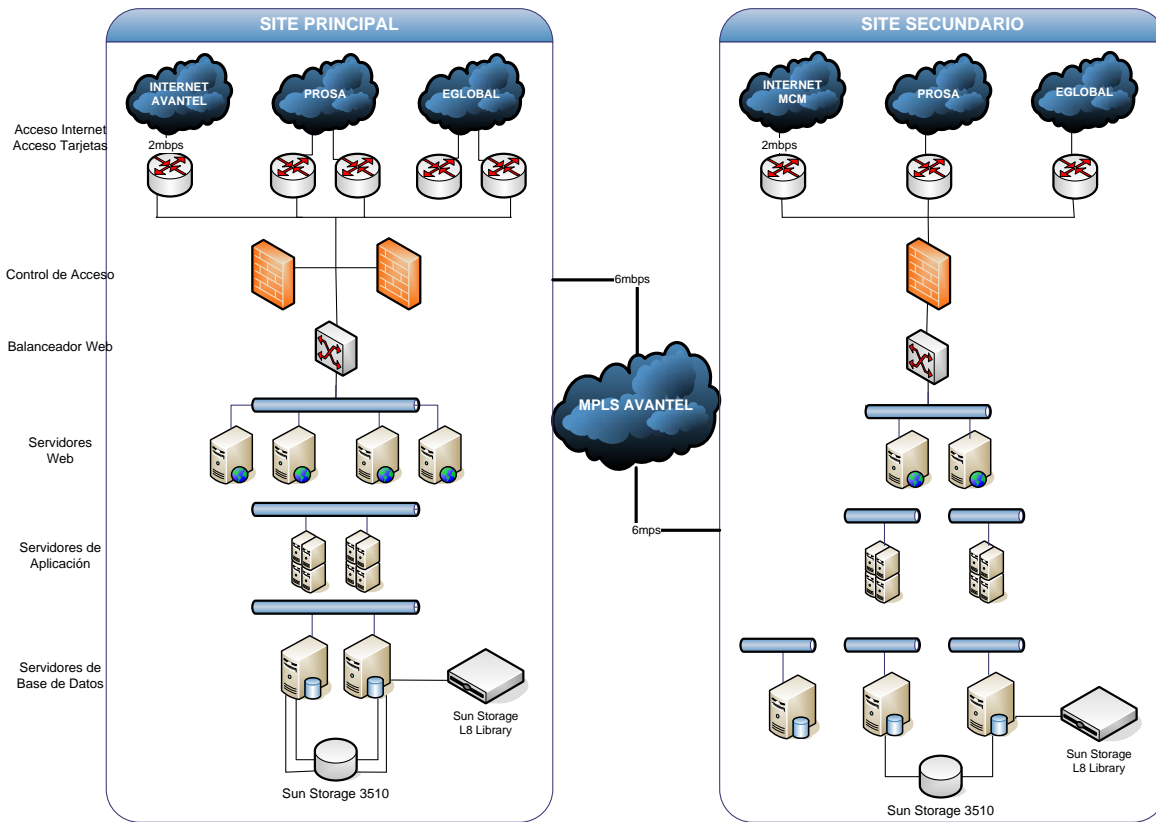 SITE PRINCIPAL
SITE SECUNDARIO
INTERNET
AVANTEL
PROSA
EGLOBAL
INTERNET
MCM
PROSA
EGLOBAL
Acceso Internet
Acceso Tarjetas
2mbps
2mbps
Control de Acceso
6mbps
Balanceador Web
MPLS AVANTEL
Servidores
Web
6mps
Servidores de
Aplicación
Servidores de
Base de Datos
Sun Storage
L8 Library
Sun Storage 3510
Sun Storage
L8 Library
Sun Storage 3510